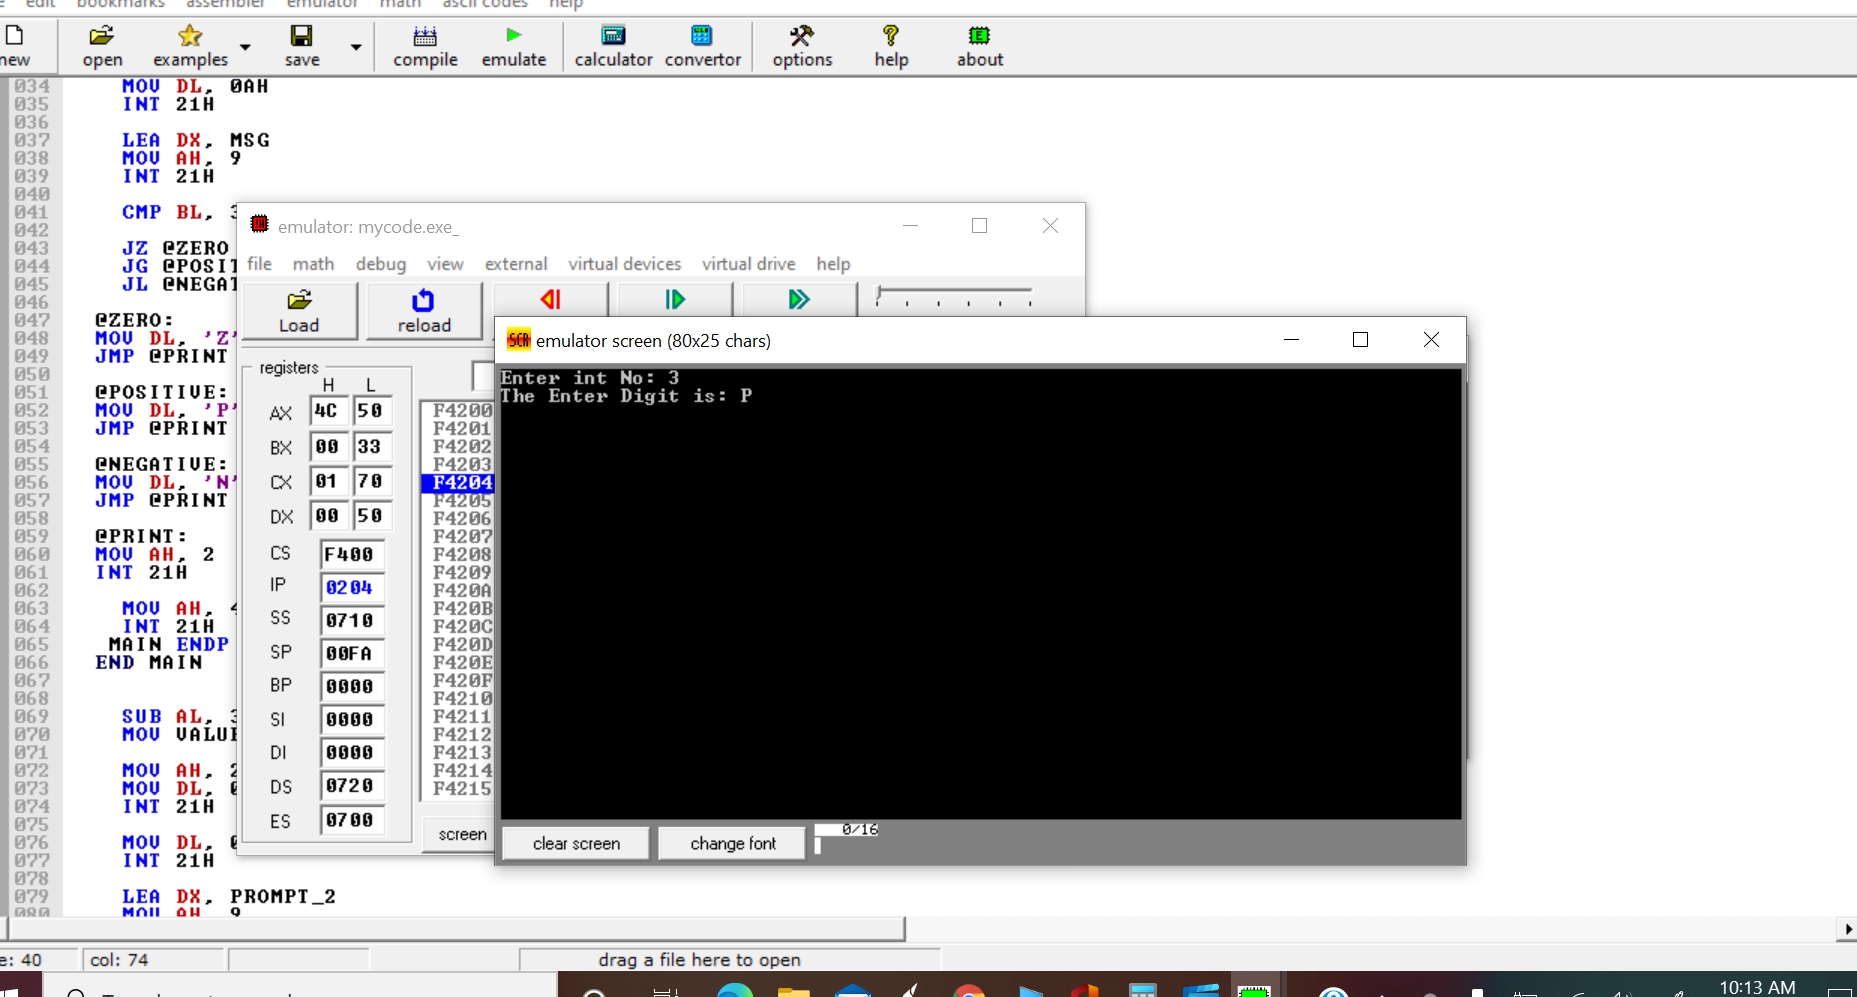 edit bookmarks assembler emulator math ascii codes help
new open examples save compile emulate calculator convertor options help about
034 MOV DL, 0AH
035 INT 21H
036
037 LEA DX, MSG
038 MOV AH, 9
039 INT 21H
040
041 CMP BL, 3
042
043 JZ @ZERO
044 JG @POSIT
045 JL @NEGAT
046
047 @ZERO:
048 MOV DL, 'Z'
049 JMP @PRINT
050
051 @POSITIVE:
052 MOV DL, 'P'
053 JMP @PRINT
054
055 @NEGATIVE:
056 MOV DL, 'N'
057 JMP @PRINT
058
059 @PRINT:
060 MOV AH, 2
061 INT 21H
062
063 MOV AH, 4
064 INT 21H
065 MAIN ENDP
066 END MAIN
067
068
069 SUB AL, 3
070 MOV VALUE
071
072 MOV AH, 2
073 MOV DL, 0
074 INT 21H
075
076 MOV DL, 0
077 INT 21H
078
079 LEA DX, PROMPT_2
080 MOV AH, 9
emulator: mycode.exe_
file math debug view external virtual devices virtual drive help
Load reload
registers
H L
AX 4C 50
BX 00 33
CX 01 70
DX 00 50
CS F400
IP 0204
SS 0710
SP 00FA
BP 0000
SI 0000
DI 0000
DS 0720
ES 0700
F4200
F4201
F4202
F4203
F4204
F4205
F4206
F4207
F4208
F4209
F420A
F420B
F420C
F420D
F420E
F420F
F4210
F4211
F4212
F4213
F4214
F4215
screen
SCR emulator screen (80x25 chars)
Enter int No: 3
The Enter Digit is: P
clear screen change font 0/16
e: 40 col: 74 drag a file here to open
10:13 AM